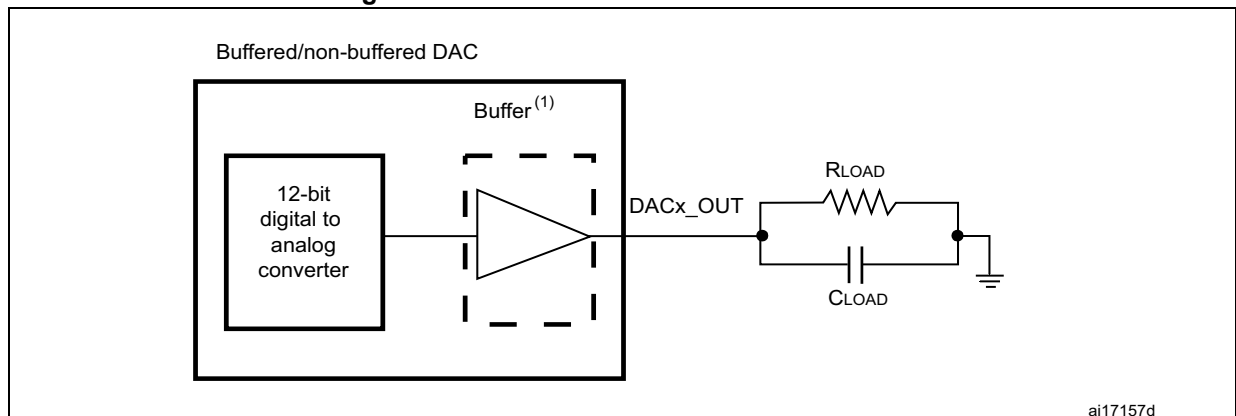 Buffered/non-buffered DAC
Buffer(1)
12-bit
digital to
analog
converter
DACx_OUT
RLOAD
CLOAD
ai17157d